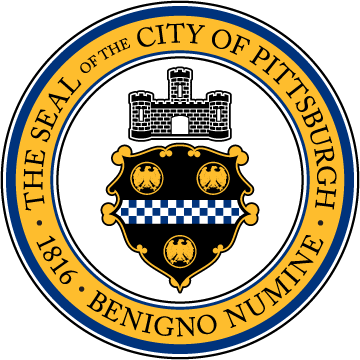 THE SEAL OF THE CITY OF PITTSBURGH
· 1816 · BENIGNO NUMINE ·